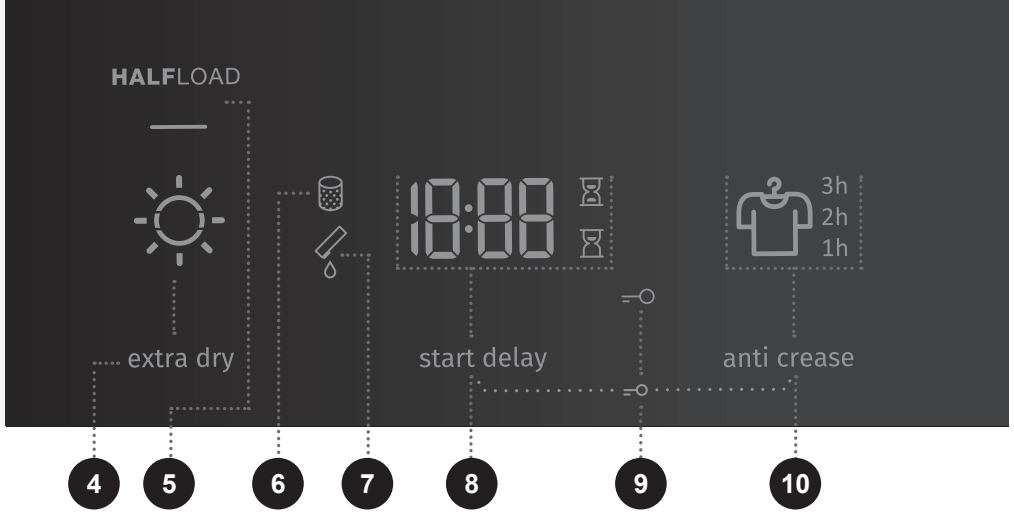 HALFLOAD
18:88
3h
2h
1h
extra dry
start delay
anti crease
4 5 6 7 8 9 10